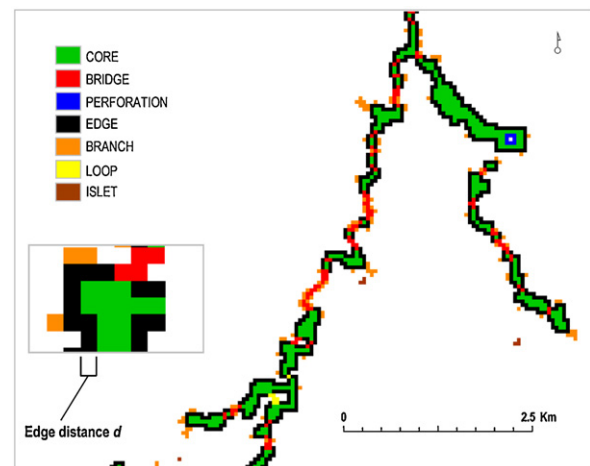 CORE
BRIDGE
PERFORATION
EDGE
BRANCH
LOOP
ISLET
Edge distance d
0 2.5 Km